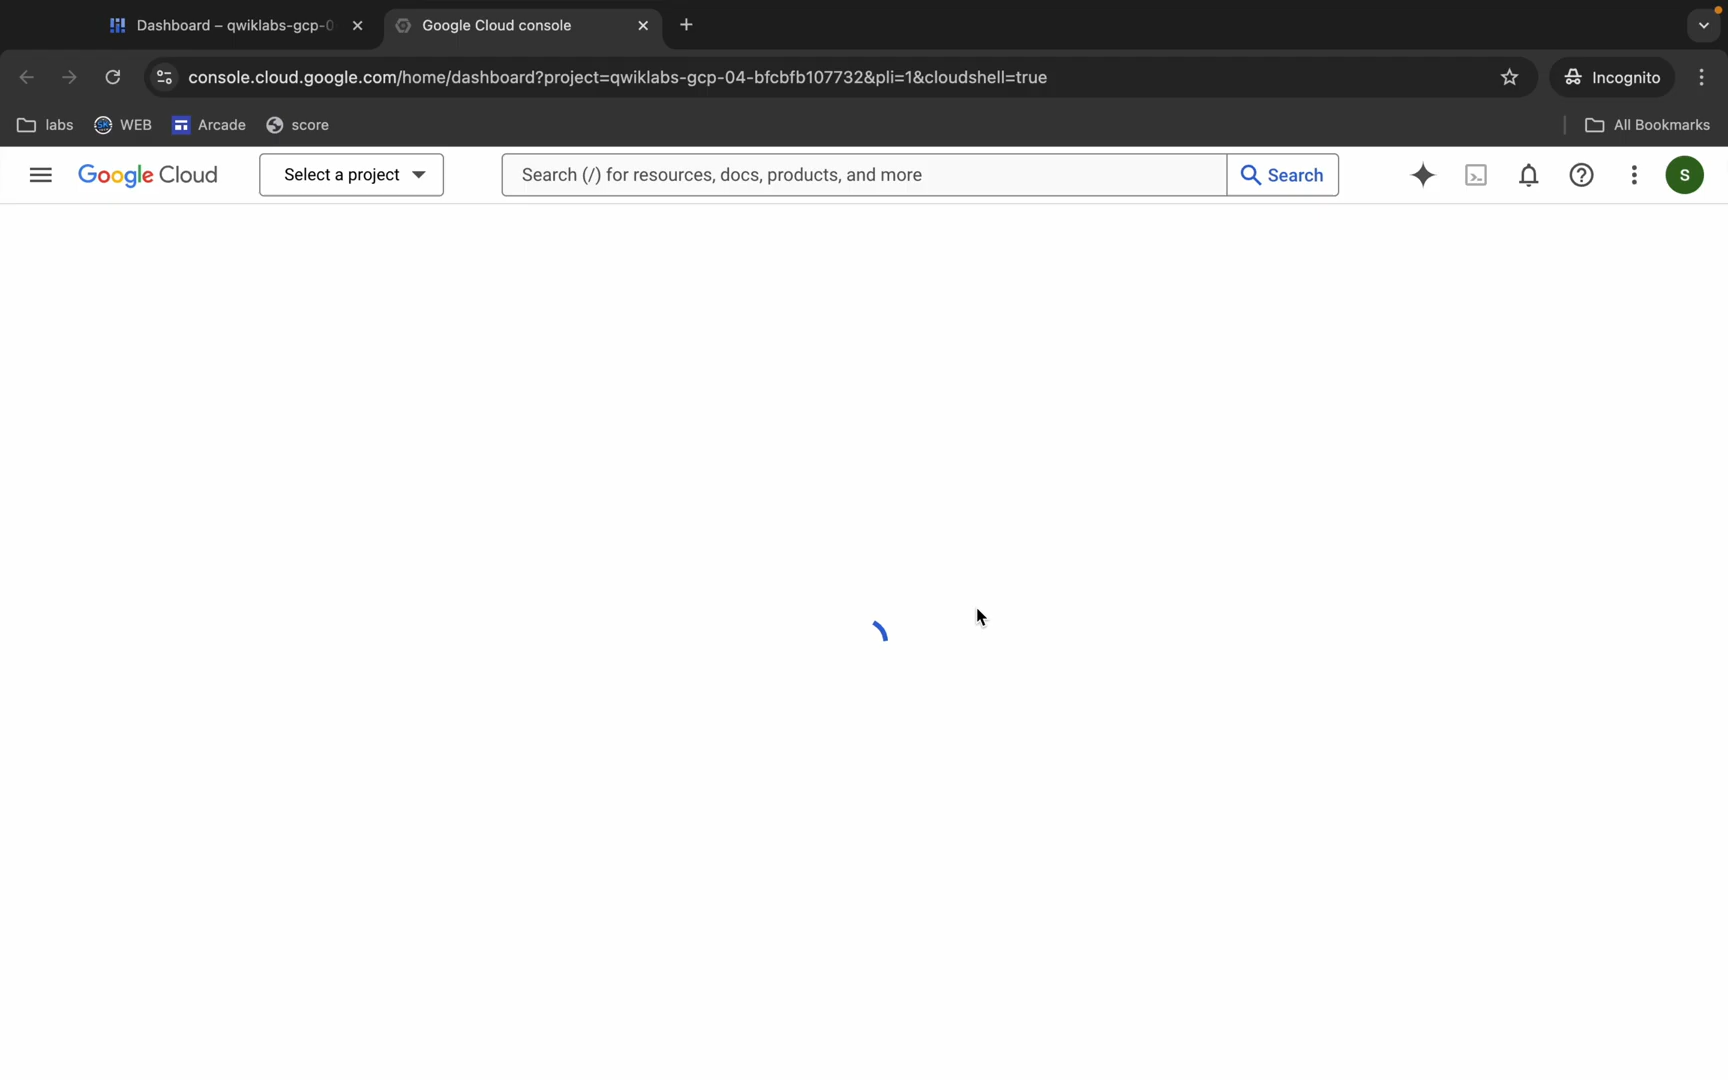 Dashboard – qwiklabs-gcp-0
Google Cloud console
console.cloud.google.com/home/dashboard?project=qwiklabs-gcp-04-bfcbfb107732&pli=1&cloudshell=true
Incognito
labs
WEB
Arcade
score
All Bookmarks
Google Cloud
Select a project
Search (/) for resources, docs, products, and more
Search
S